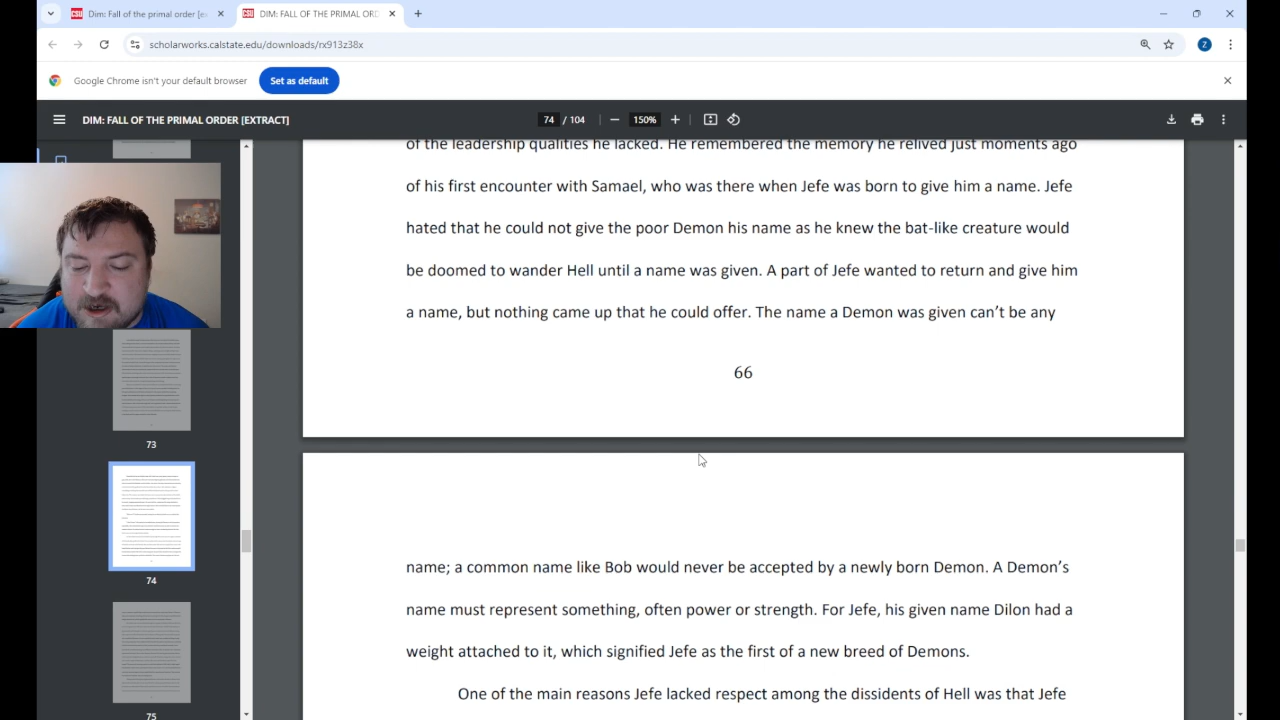 Dim: Fall of the primal order [e
DIM: FALL OF THE PRIMAL ORD
scholarworks.calstate.edu/downloads/rx913z38x
Z
Google Chrome isn't your default browser
Set as default
DIM: FALL OF THE PRIMAL ORDER [EXTRACT]
74 / 104
150%
of the leadership qualities he lacked. He remembered the memory he relived just moments ago
of his first encounter with Samael, who was there when Jefe was born to give him a name. Jefe
hated that he could not give the poor Demon his name as he knew the bat-like creature would
be doomed to wander Hell until a name was given. A part of Jefe wanted to return and give him
a name, but nothing came up that he could offer. The name a Demon was given can't be any
66
name; a common name like Bob would never be accepted by a newly born Demon. A Demon's
name must represent something, often power or strength. For Jefe, his given name Dilon had a
weight attached to it, which signified Jefe as the first of a new breed of Demons.
One of the main reasons Jefe lacked respect among the dissidents of Hell was that Jefe
73
74
75